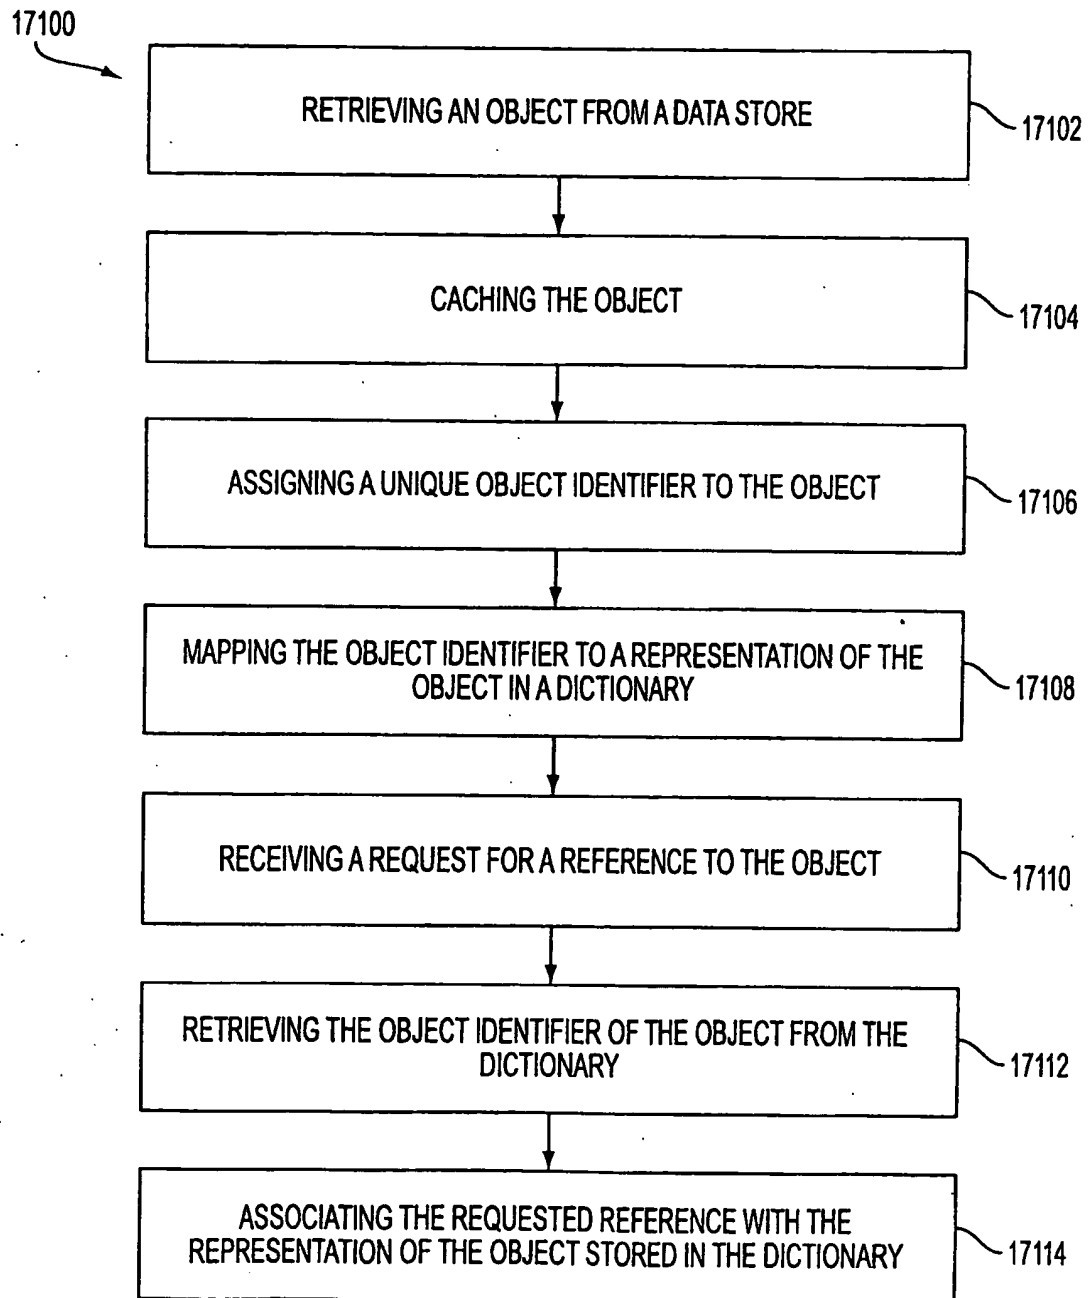 17100
RETRIEVING AN OBJECT FROM A DATA STORE
17102
CACHING THE OBJECT
17104
ASSIGNING A UNIQUE OBJECT IDENTIFIER TO THE OBJECT
17106
MAPPING THE OBJECT IDENTIFIER TO A REPRESENTATION OF THE
OBJECT IN A DICTIONARY
17108
RECEIVING A REQUEST FOR A REFERENCE TO THE OBJECT
17110
RETRIEVING THE OBJECT IDENTIFIER OF THE OBJECT FROM THE
DICTIONARY
17112
ASSOCIATING THE REQUESTED REFERENCE WITH THE
REPRESENTATION OF THE OBJECT STORED IN THE DICTIONARY
17114